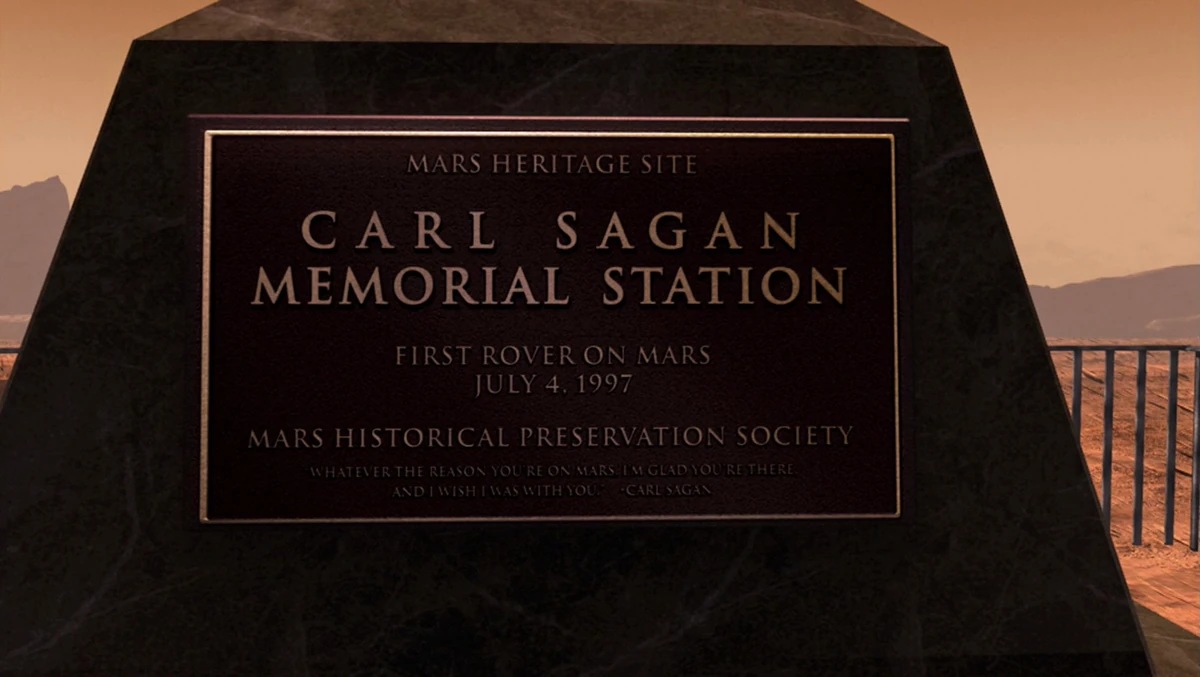 MARS HERITAGE SITE
CARL SAGAN
MEMORIAL STATION
FIRST ROVER ON MARS
JULY 4, 1997
MARS HISTORICAL PRESERVATION SOCIETY
WHATEVER THE REASON YOU'RE ON MARS I'M GLAD YOU'RE THERE.
AND I WISH I WAS WITH YOU." -CARL SAGAN